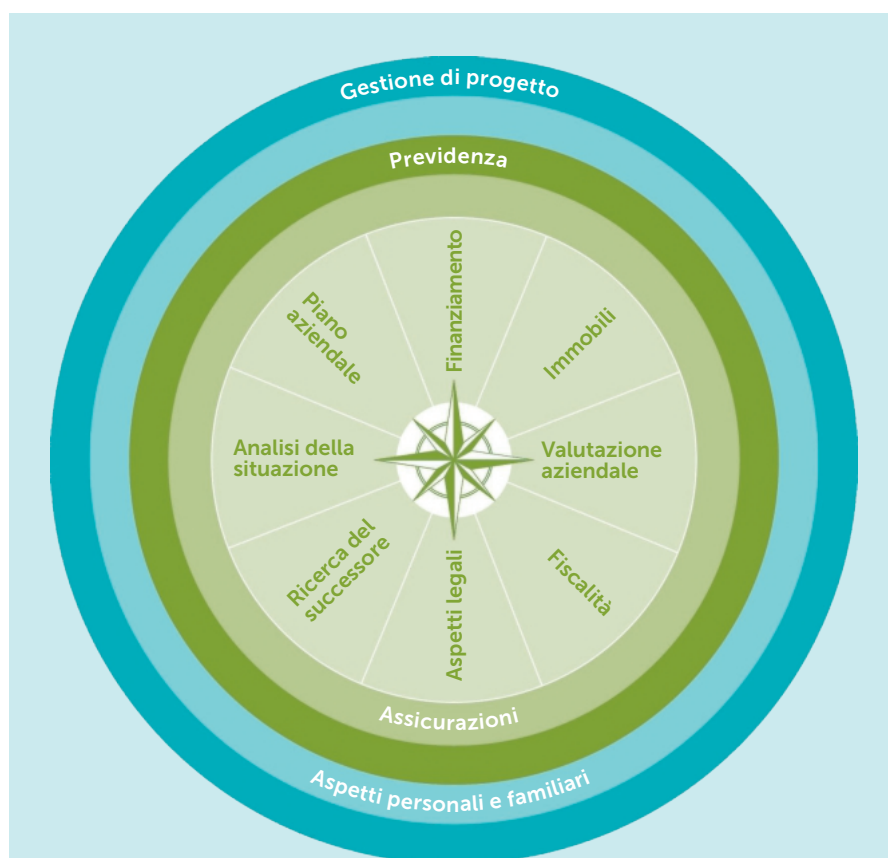 Gestione di progetto
Previdenza
Finanziamento
Piano
aziendale
Immobili
Analisi della
situazione
Valutazione
aziendale
Ricerca del
successore
Aspetti legali
Fiscalità
Assicurazioni
Aspetti personali e familiari